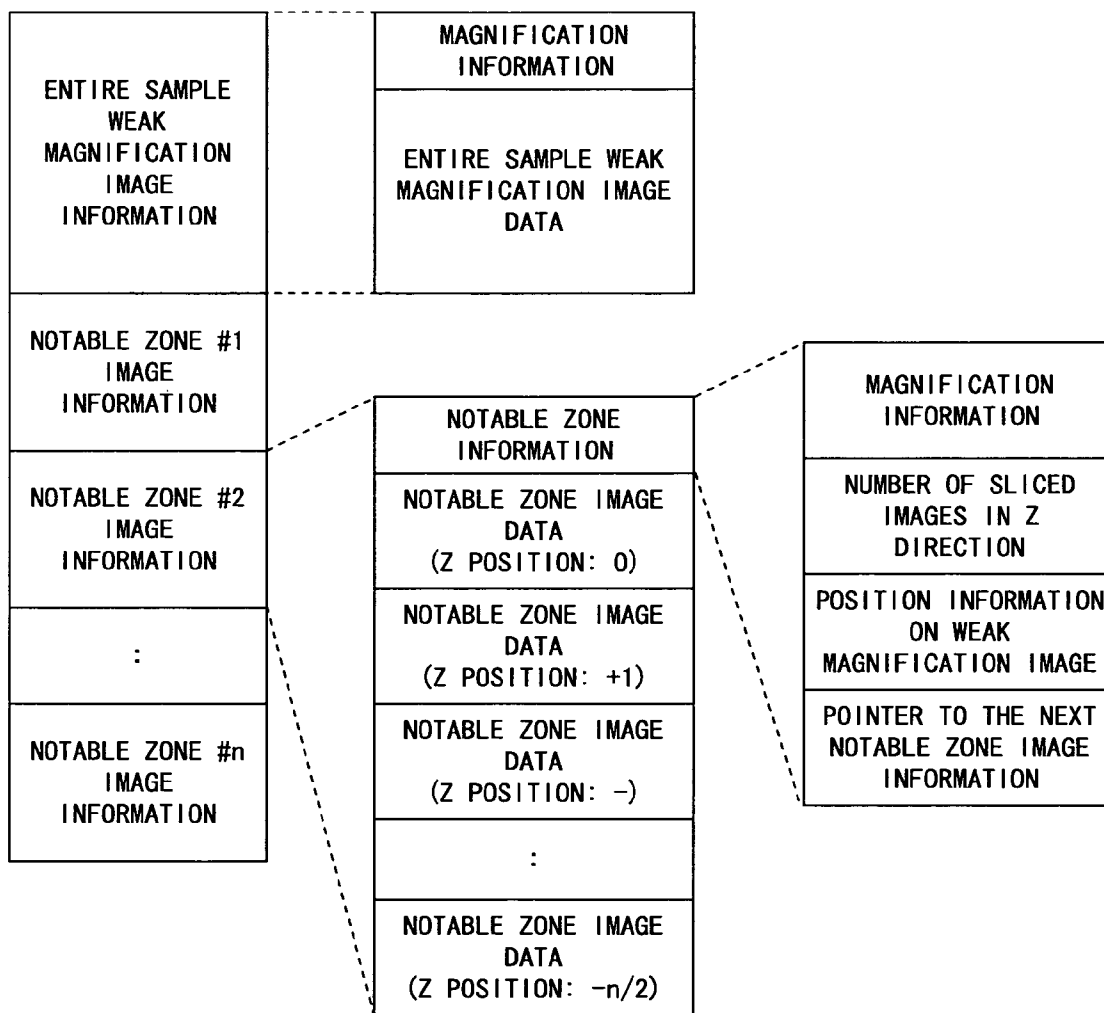 ENTIRE SAMPLE
WEAK
MAGNIFICATION
IMAGE
INFORMATION
NOTABLE ZONE #1
IMAGE
INFORMATION
NOTABLE ZONE #2
IMAGE
INFORMATION
:
NOTABLE ZONE #n
IMAGE
INFORMATION
MAGNIFICATION
INFORMATION
ENTIRE SAMPLE WEAK
MAGNIFICATION IMAGE
DATA
NOTABLE ZONE
INFORMATION
NOTABLE ZONE IMAGE
DATA
(Z POSITION: 0)
NOTABLE ZONE IMAGE
DATA
(Z POSITION: +1)
NOTABLE ZONE IMAGE
DATA
(Z POSITION: −)
:
NOTABLE ZONE IMAGE
DATA
(Z POSITION: −n/2)
MAGNIFICATION
INFORMATION
NUMBER OF SLICED
IMAGES IN Z
DIRECTION
POSITION INFORMATION
ON WEAK
MAGNIFICATION IMAGE
POINTER TO THE NEXT
NOTABLE ZONE IMAGE
INFORMATION